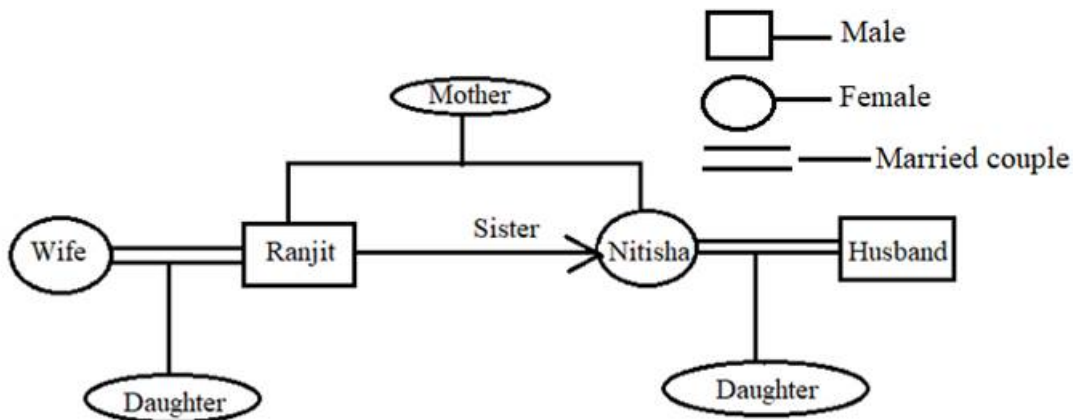 Male
Mother
Female
Married couple
Wife
Ranjit
Sister
Nitisha
Husband
Daughter
Daughter